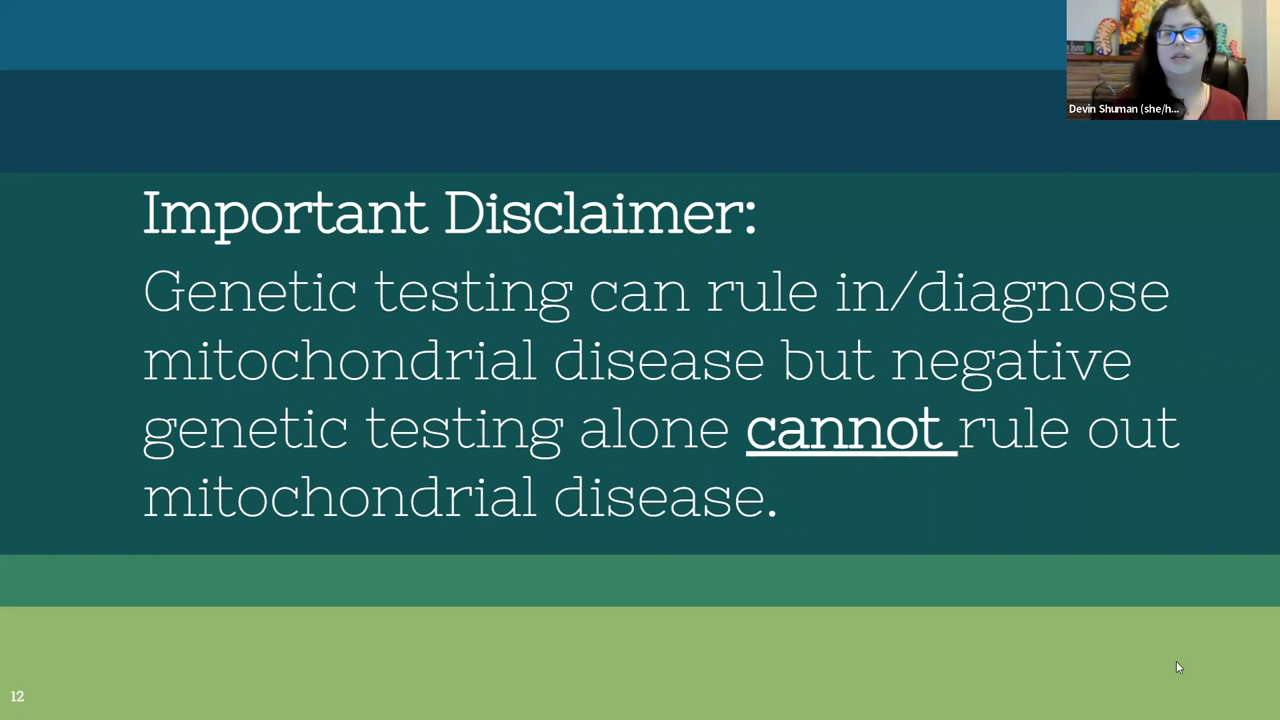 Devin Shuman (she/h...
Important Disclaimer:
Genetic testing can rule in/diagnose
mitochondrial disease but negative
genetic testing alone cannot rule out
mitochondrial disease.
12